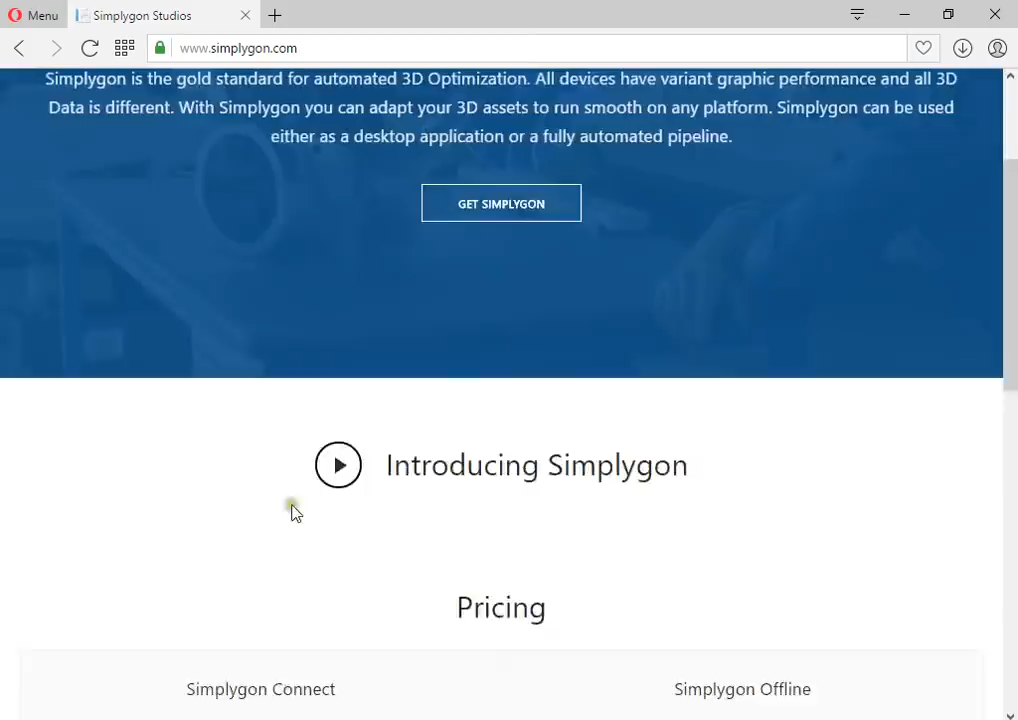 Menu
Simplygon Studios
www.simplygon.com
Simplygon is the gold standard for automated 3D Optimization. All devices have variant graphic performance and all 3D
Data is different. With Simplygon you can adapt your 3D assets to run smooth on any platform. Simplygon can be used
either as a desktop application or a fully automated pipeline.
GET SIMPLYGON
Introducing Simplygon
Pricing
Simplygon Connect
Simplygon Offline